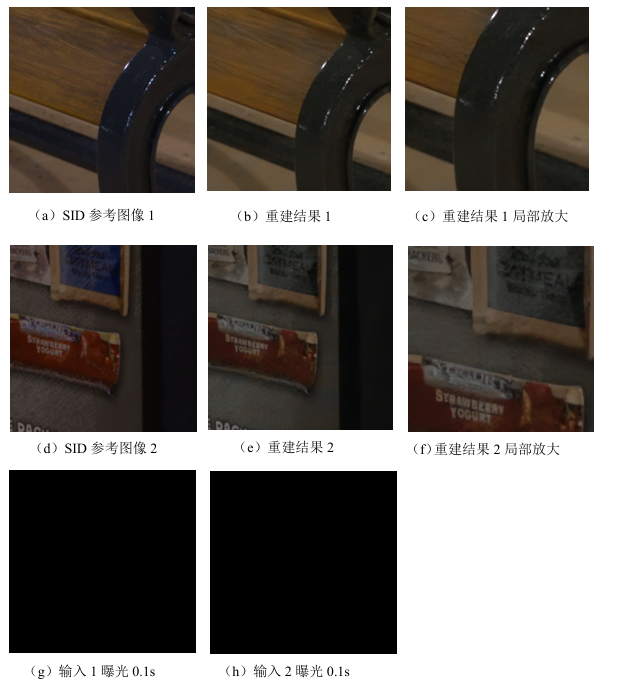 （a）SID 参考图像 1
（b）重建结果 1
（c）重建结果 1 局部放大
STRAWBERRY
YOGURT
STRAWBERRY
YOGURT
STRAWBERRY
YOGURT
（d）SID 参考图像 2
（e）重建结果 2
（f）重建结果 2 局部放大
（g）输入 1 曝光 0.1s
（h）输入 2 曝光 0.1s